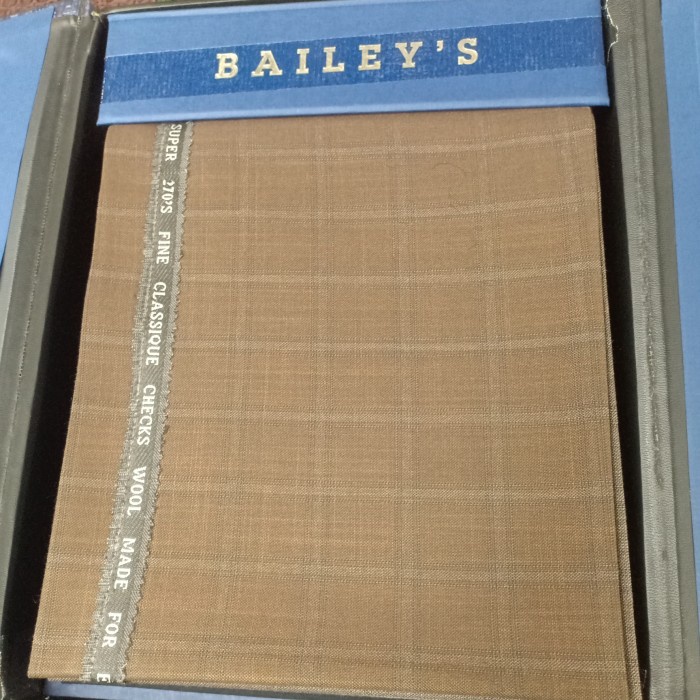 BAILEY'S
SUPER 270'S FINE CLASSIQUE CHECKS WOOL MADE FOR E